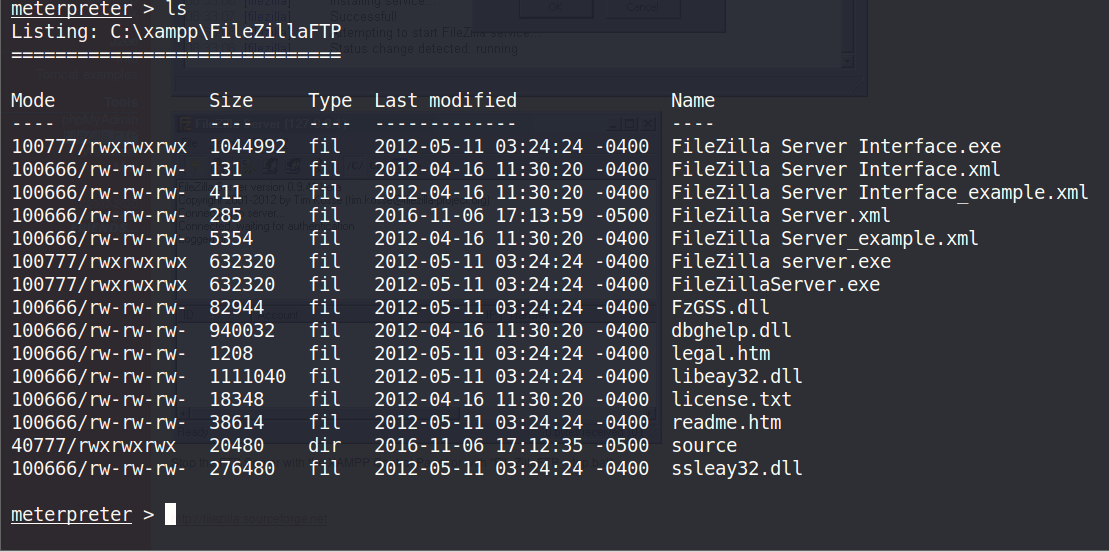 meterpreter > ls
Listing: C:\xampp\FileZillaFTP
==============================
Mode Size Type Last modified Name
---- ---- ---- ------------- ----
100777/rwxrwxrwx 1044992 fil 2012-05-11 03:24:24 -0400 FileZilla Server Interface.exe
100666/rw-rw-rw- 131 fil 2012-04-16 11:30:20 -0400 FileZilla Server Interface.xml
100666/rw-rw-rw- 411 fil 2012-04-16 11:30:20 -0400 FileZilla Server Interface_example.xml
100666/rw-rw-rw- 285 fil 2016-11-06 17:13:59 -0500 FileZilla Server.xml
100666/rw-rw-rw- 5354 fil 2012-04-16 11:30:20 -0400 FileZilla Server_example.xml
100777/rwxrwxrwx 632320 fil 2012-05-11 03:24:24 -0400 FileZilla server.exe
100777/rwxrwxrwx 632320 fil 2012-05-11 03:24:24 -0400 FileZillaServer.exe
100666/rw-rw-rw- 82944 fil 2012-05-11 03:24:24 -0400 FzGSS.dll
100666/rw-rw-rw- 940032 fil 2012-04-16 11:30:20 -0400 dbghelp.dll
100666/rw-rw-rw- 1208 fil 2012-05-11 03:24:24 -0400 legal.htm
100666/rw-rw-rw- 1111040 fil 2012-05-11 03:24:24 -0400 libeay32.dll
100666/rw-rw-rw- 18348 fil 2012-04-16 11:30:20 -0400 license.txt
100666/rw-rw-rw- 38614 fil 2012-05-11 03:24:24 -0400 readme.htm
40777/rwxrwxrwx 20480 dir 2016-11-06 17:12:35 -0500 source
100666/rw-rw-rw- 276480 fil 2012-05-11 03:24:24 -0400 ssleay32.dll
meterpreter >